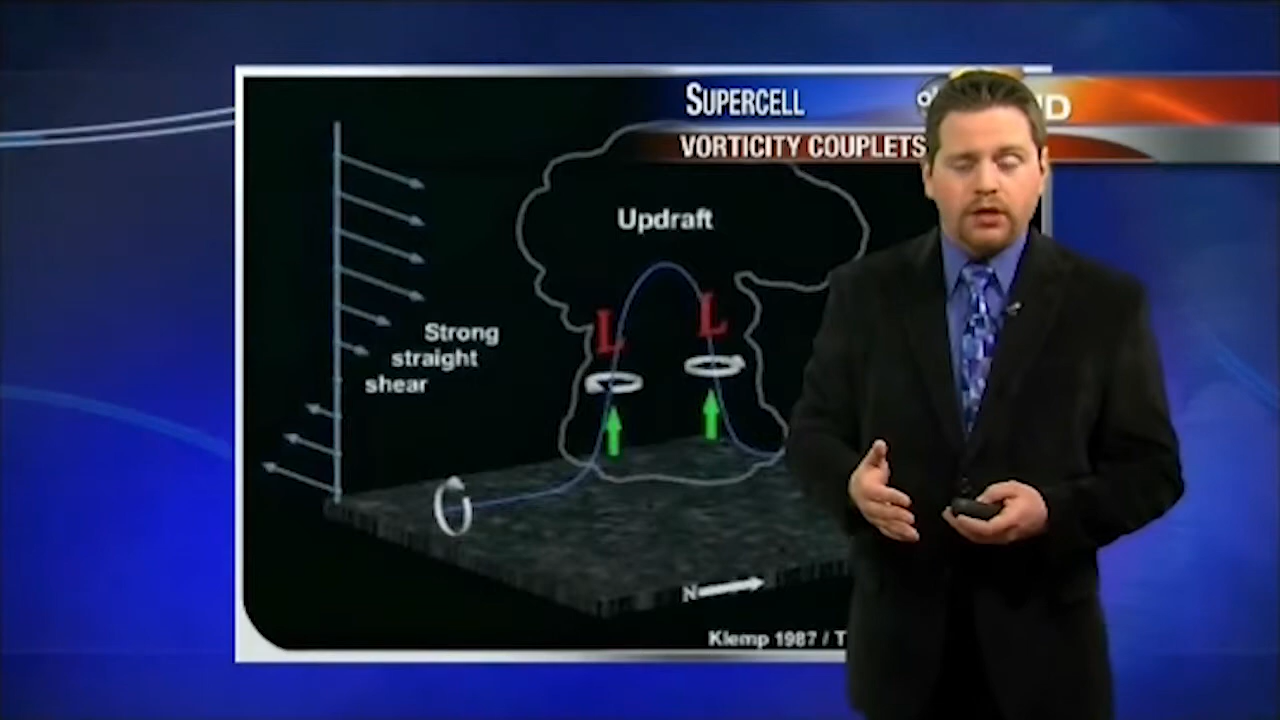 SUPERCELL
VORTICITY COUPLETS
Updraft
L L
Strong
straight
shear
N
Klemp 1987 / T